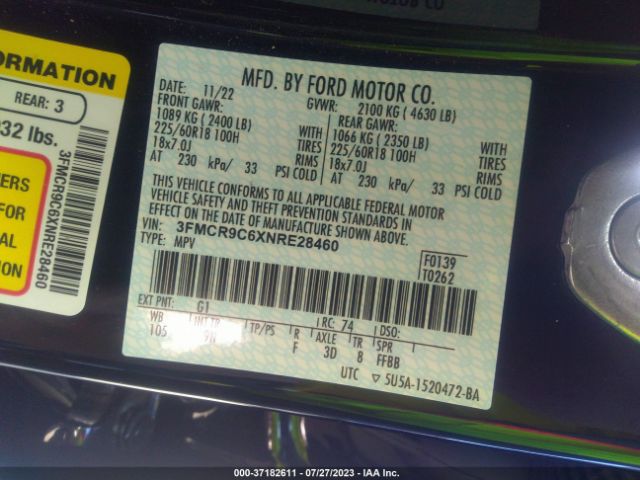 ORMATION
REAR: 3
932 lbs.
3FMCR9C6XNRE28460
ERS
FOR
AL
ON
MFD. BY FORD MOTOR CO.
DATE: 11/22 GVWR: 2100 KG ( 4630 LB)
FRONT GAWR: REAR GAWR:
1089 KG ( 2400 LB) WITH 1066 KG ( 2350 LB) WITH
225/60R18 100H TIRES 225/60R18 100H TIRES
18x7.0J RIMS 18x7.0J RIMS
AT 230 kPa/ 33 PSI COLD AT 230 kPa/ 33 PSI COLD
THIS VEHICLE CONFORMS TO ALL APPLICABLE FEDERAL MOTOR
VEHICLE SAFETY AND THEFT PREVENTION STANDARDS IN
EFFECT ON THE DATE OF MANUFACTURE SHOWN ABOVE.
VIN: 3FMCR9C6XNRE28460
TYPE: MPV
F0139
T0262
EXT PNT: G1 RC: 74 DSO:
WB INT TR TP/PS R AXLE TR SPR
105 9N F 3D 8 FFBB
UTC ▽ 5U5A-1520472-BA
000-37182611 - 07/27/2023 - IAA Inc.